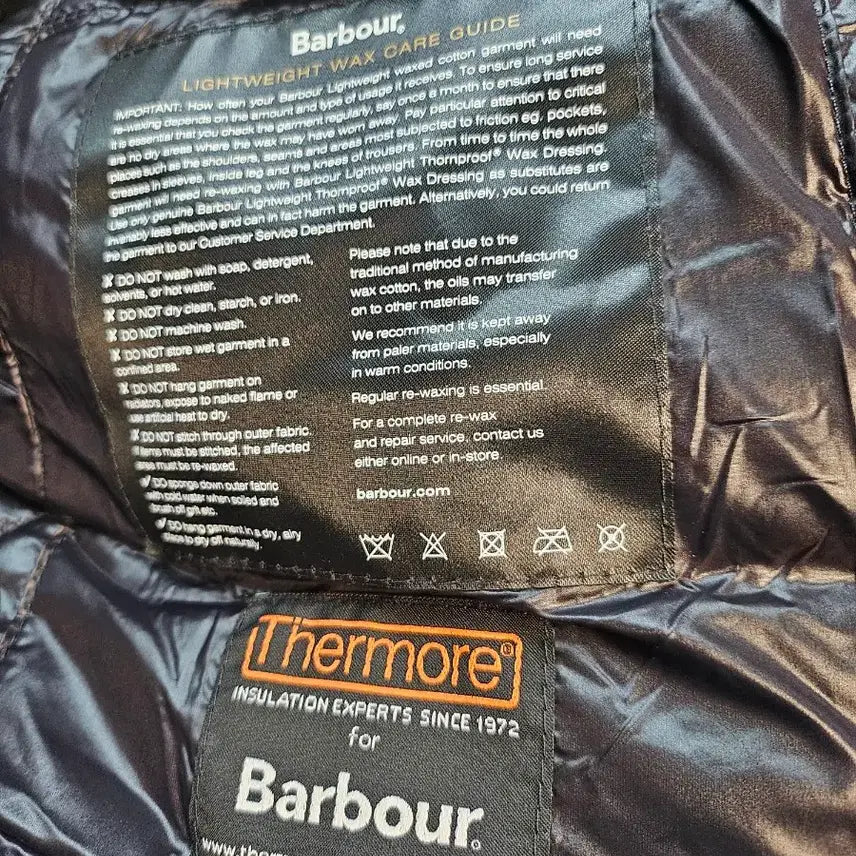 Barbour®
LIGHTWEIGHT WAX CARE GUIDE
IMPORTANT: How often your Barbour Lightweight waxed cotton garment will need
re-waxing depends on the amount and type of usage it receives. To ensure long service
it is essential that you check the garment regularly, say once a month to ensure that there
are no dry areas where the wax may have worn away. Pay particular attention to critical
places such as the shoulders, seams and areas most subjected to friction eg. pockets,
creases in sleeves, inside leg and the knees of trousers. From time to time the whole
garment will need re-waxing with Barbour Lightweight Thornproof® Wax Dressing.
Use only genuine Barbour Lightweight Thornproof® Wax Dressing as substitutes are
invariably less effective and can in fact harm the garment. Alternatively, you could return
the garment to our Customer Service Department.
✗ DO NOT wash with soap, detergent,
solvents, or hot water.
✗ DO NOT dry clean, starch, or iron.
✗ DO NOT machine wash.
✗ DO NOT store wet garment in a
confined area.
✗ DO NOT hang garment on
radiators, expose to naked flame or
use artificial heat to dry.
✗ DO NOT stitch through outer fabric.
If items must be stitched, the affected
area must be re-waxed.
✓ DO sponge down outer fabric
with cold water when soiled and
brush off grit etc.
✓ DO hang garment in a dry, airy
place to dry off naturally.
Please note that due to the
traditional method of manufacturing
wax cotton, the oils may transfer
on to other materials.
We recommend it is kept away
from paler materials, especially
in warm conditions.
Regular re-waxing is essential.
For a complete re-wax
and repair service, contact us
either online or in-store.
barbour.com
Thermore®
INSULATION EXPERTS SINCE 1972
for
Barbour®